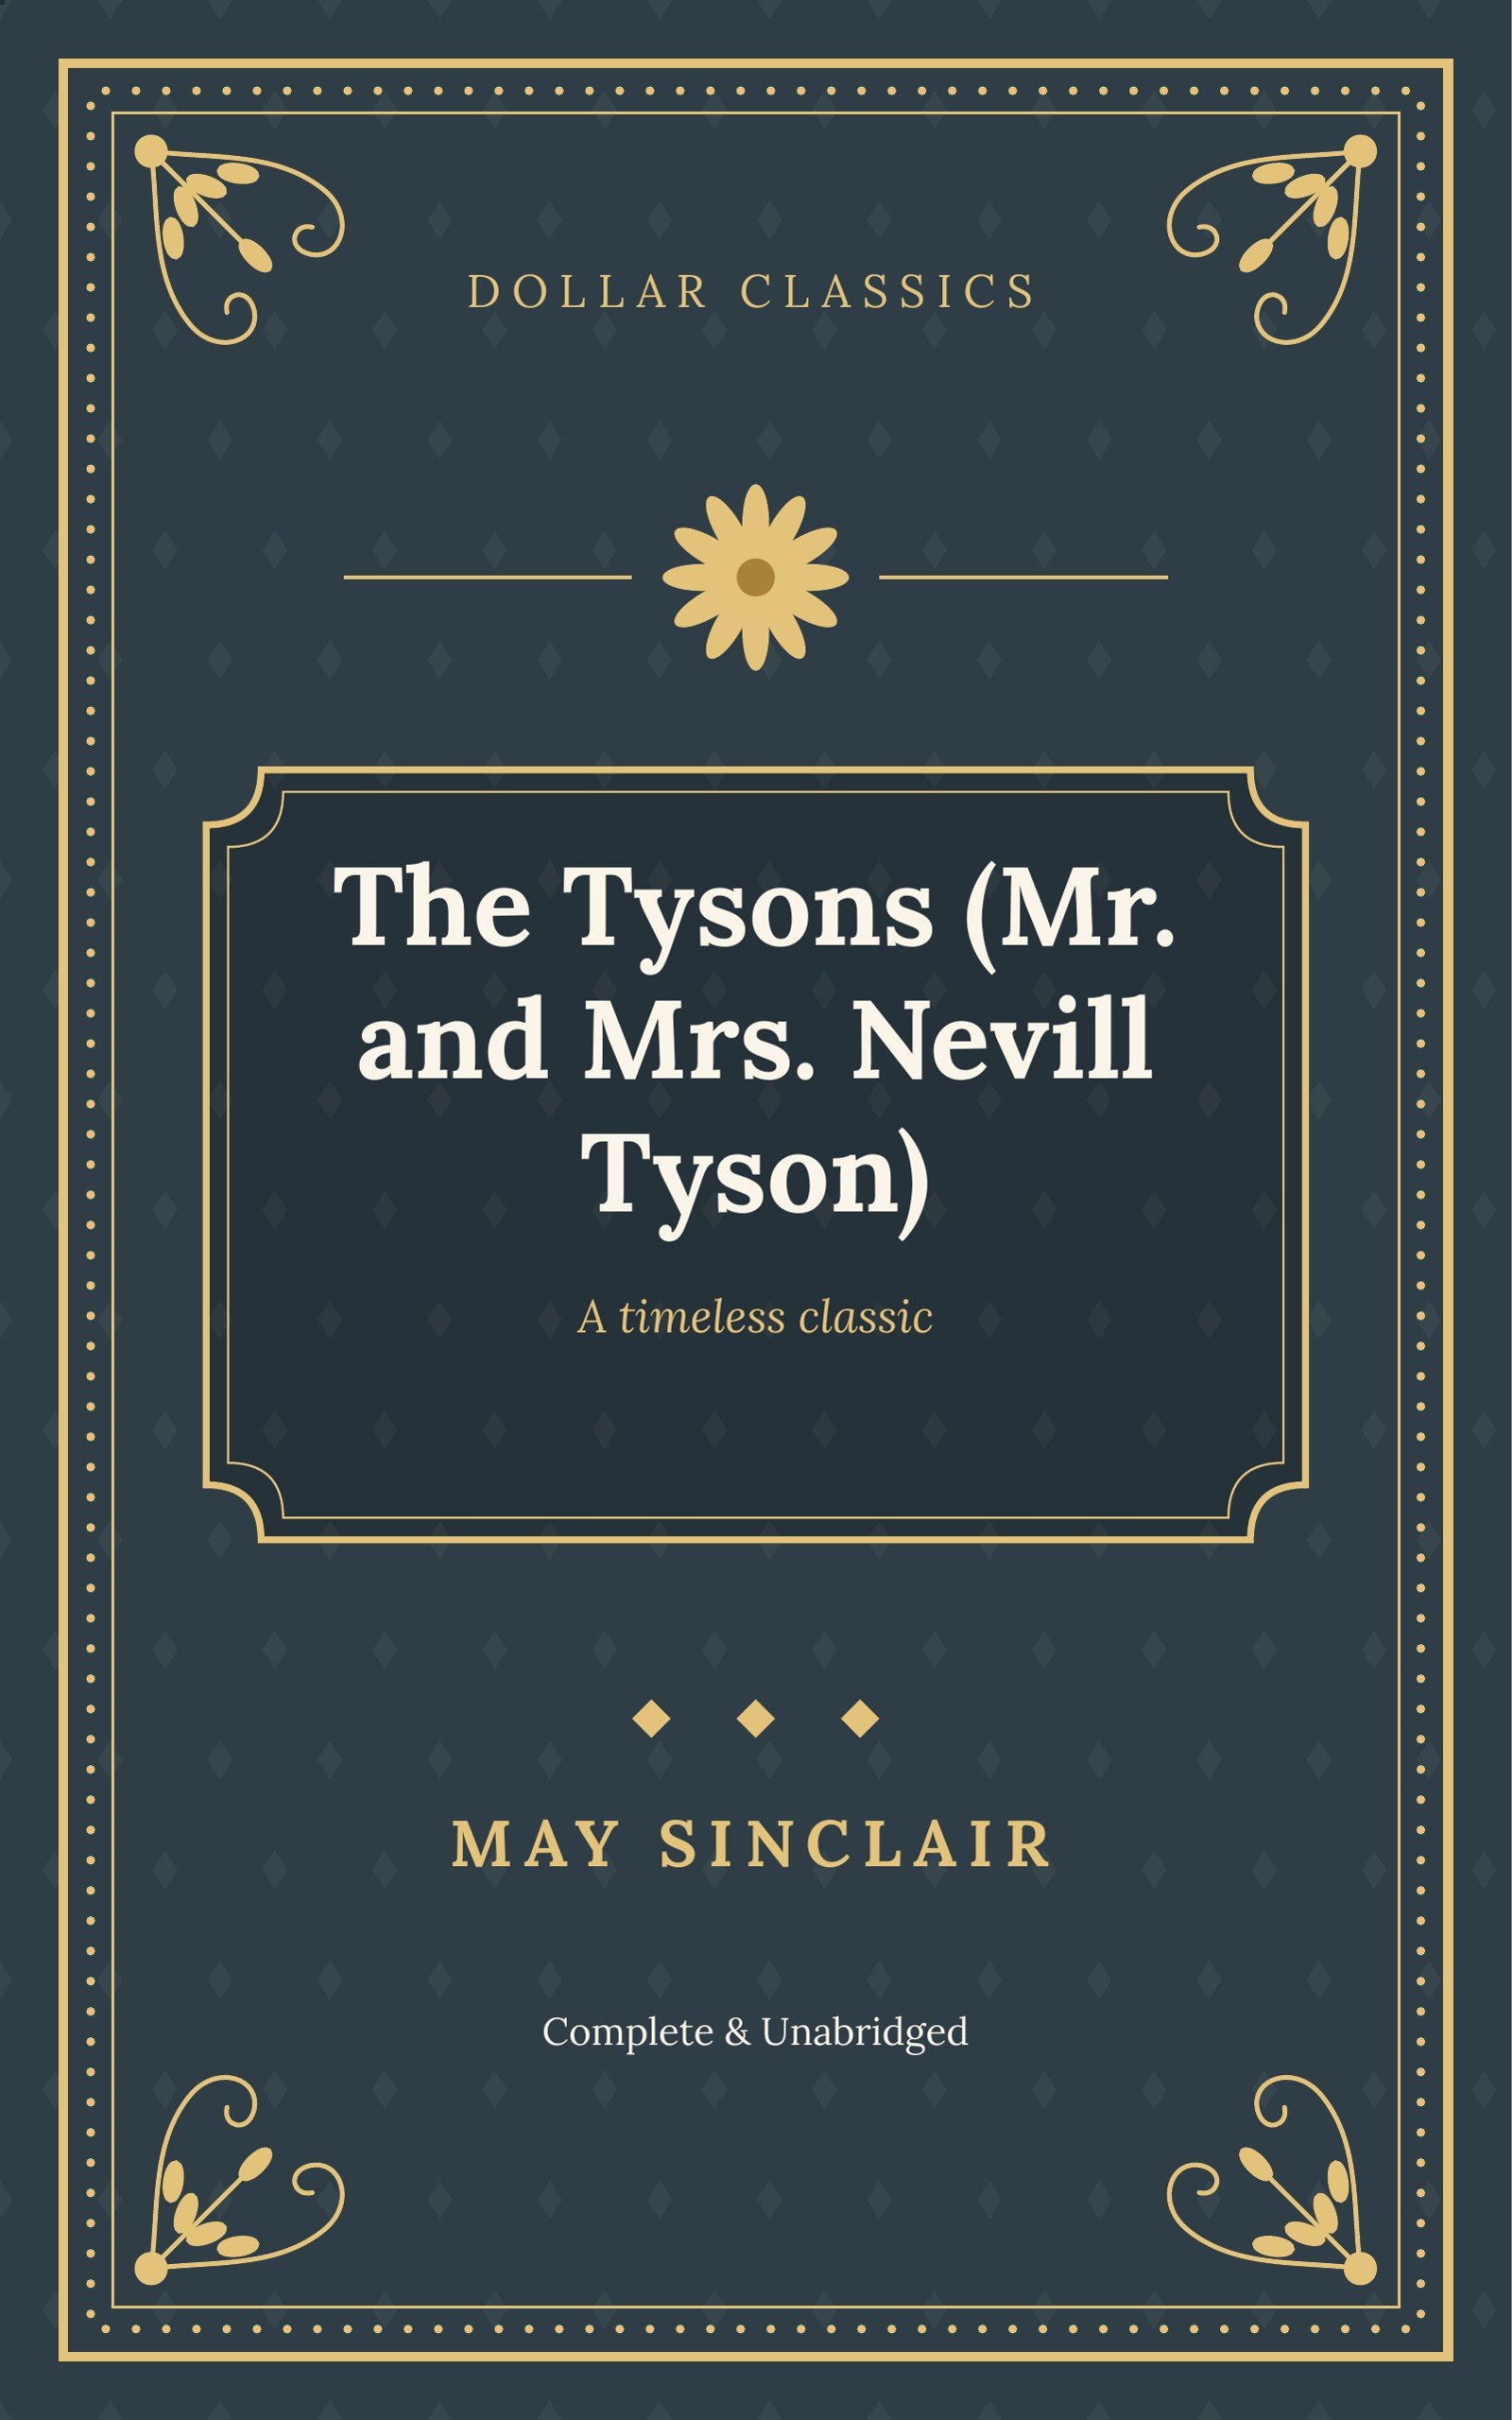 DOLLAR CLASSICS
The Tysons (Mr.
and Mrs. Nevill
Tyson)
A timeless classic
MAY SINCLAIR
Complete & Unabridged